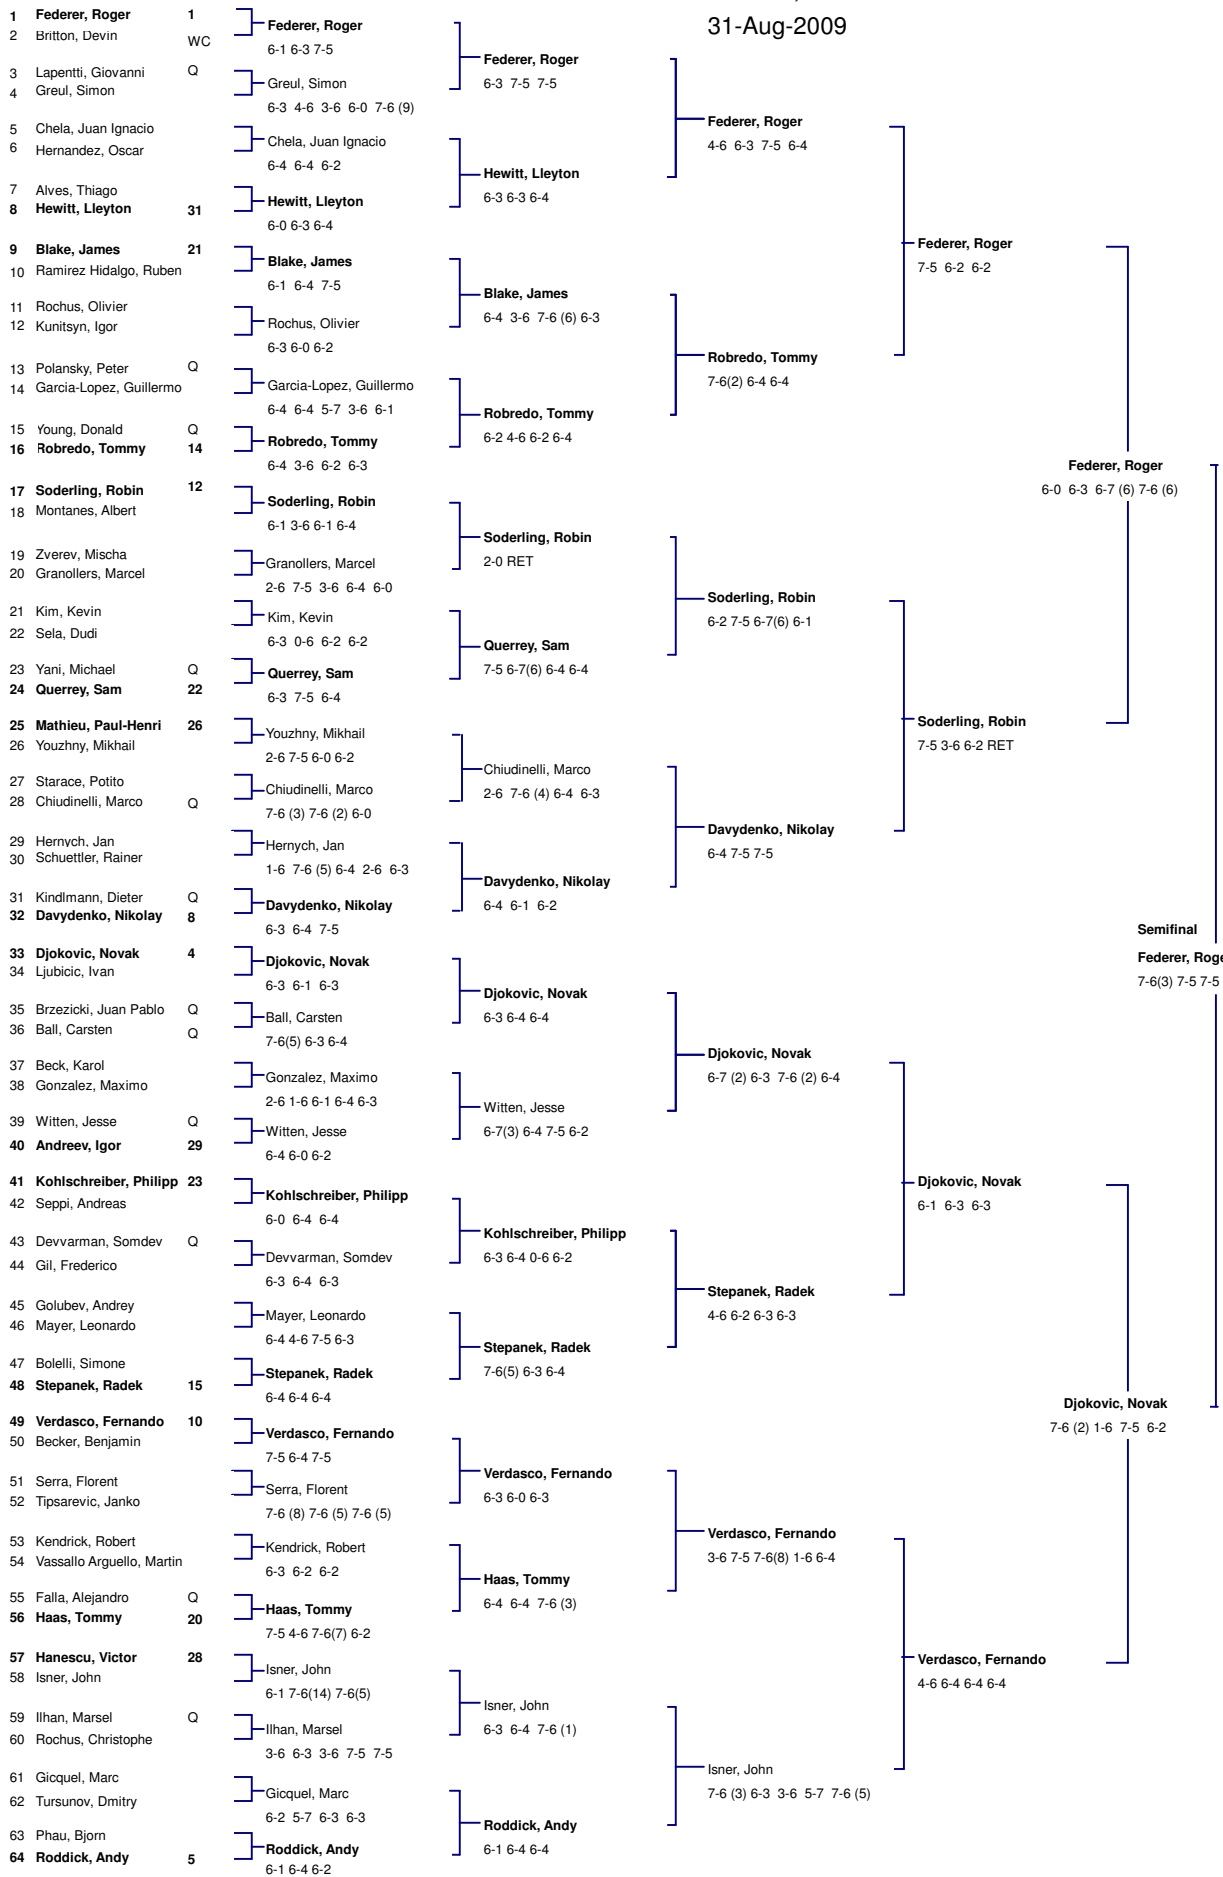 31-Aug-2009
1 Federer, Roger 1
2 Britton, Devin WC
3 Lapentti, Giovanni Q
4 Greul, Simon
5 Chela, Juan Ignacio
6 Hernandez, Oscar
7 Alves, Thiago
8 Hewitt, Lleyton 31
9 Blake, James 21
10 Ramirez Hidalgo, Ruben
11 Rochus, Olivier
12 Kunitsyn, Igor
13 Polansky, Peter Q
14 Garcia-Lopez, Guillermo
15 Young, Donald Q
16 Robredo, Tommy 14
17 Soderling, Robin 12
18 Montanes, Albert
19 Zverev, Mischa
20 Granollers, Marcel
21 Kim, Kevin
22 Sela, Dudi
23 Yani, Michael Q
24 Querrey, Sam 22
25 Mathieu, Paul-Henri 26
26 Youzhny, Mikhail
27 Starace, Potito
28 Chiudinelli, Marco Q
29 Hernych, Jan
30 Schuettler, Rainer
31 Kindlmann, Dieter Q
32 Davydenko, Nikolay 8
33 Djokovic, Novak 4
34 Ljubicic, Ivan
35 Brzezicki, Juan Pablo Q
36 Ball, Carsten Q
37 Beck, Karol
38 Gonzalez, Maximo
39 Witten, Jesse Q
40 Andreev, Igor 29
41 Kohlschreiber, Philipp 23
42 Seppi, Andreas
43 Devvarman, Somdev Q
44 Gil, Frederico
45 Golubev, Andrey
46 Mayer, Leonardo
47 Bolelli, Simone
48 Stepanek, Radek 15
49 Verdasco, Fernando 10
50 Becker, Benjamin
51 Serra, Florent
52 Tipsarevic, Janko
53 Kendrick, Robert
54 Vassallo Arguello, Martin
55 Falla, Alejandro Q
56 Haas, Tommy 20
57 Hanescu, Victor 28
58 Isner, John
59 Ilhan, Marsel Q
60 Rochus, Christophe
61 Gicquel, Marc
62 Tursunov, Dmitry
63 Phau, Bjorn
64 Roddick, Andy 5
Federer, Roger
6-1 6-3 7-5
Greul, Simon
6-3 4-6 3-6 6-0 7-6 (9)
Chela, Juan Ignacio
6-4 6-4 6-2
Hewitt, Lleyton
6-0 6-3 6-4
Blake, James
6-1 6-4 7-5
Rochus, Olivier
6-3 6-0 6-2
Garcia-Lopez, Guillermo
6-4 6-4 5-7 3-6 6-1
Robredo, Tommy
6-4 3-6 6-2 6-3
Soderling, Robin
6-1 3-6 6-1 6-4
Granollers, Marcel
2-6 7-5 3-6 6-4 6-0
Kim, Kevin
6-3 0-6 6-2 6-2
Querrey, Sam
6-3 7-5 6-4
Youzhny, Mikhail
2-6 7-5 6-0 6-2
Chiudinelli, Marco
7-6 (3) 7-6 (2) 6-0
Hernych, Jan
1-6 7-6 (5) 6-4 2-6 6-3
Davydenko, Nikolay
6-3 6-4 7-5
Djokovic, Novak
6-3 6-1 6-3
Ball, Carsten
7-6(5) 6-3 6-4
Gonzalez, Maximo
2-6 1-6 6-1 6-4 6-3
Witten, Jesse
6-4 6-0 6-2
Kohlschreiber, Philipp
6-0 6-4 6-4
Devvarman, Somdev
6-3 6-4 6-3
Mayer, Leonardo
6-4 4-6 7-5 6-3
Stepanek, Radek
6-4 6-4 6-4
Verdasco, Fernando
7-5 6-4 7-5
Serra, Florent
7-6 (8) 7-6 (5) 7-6 (5)
Kendrick, Robert
6-3 6-2 6-2
Haas, Tommy
7-5 4-6 7-6(7) 6-2
Isner, John
6-1 7-6(14) 7-6(5)
Ilhan, Marsel
3-6 6-3 3-6 7-5 7-5
Gicquel, Marc
6-2 5-7 6-3 6-3
Roddick, Andy
6-1 6-4 6-2
Federer, Roger
6-3 7-5 7-5
Hewitt, Lleyton
6-3 6-3 6-4
Blake, James
6-4 3-6 7-6 (6) 6-3
Robredo, Tommy
6-2 4-6 6-2 6-4
Soderling, Robin
2-0 RET
Querrey, Sam
7-5 6-7(6) 6-4 6-4
Chiudinelli, Marco
2-6 7-6 (4) 6-4 6-3
Davydenko, Nikolay
6-4 6-1 6-2
Djokovic, Novak
6-3 6-4 6-4
Witten, Jesse
6-7(3) 6-4 7-5 6-2
Kohlschreiber, Philipp
6-3 6-4 0-6 6-2
Stepanek, Radek
7-6(5) 6-3 6-4
Verdasco, Fernando
6-3 6-0 6-3
Haas, Tommy
6-4 6-4 7-6 (3)
Isner, John
6-3 6-4 7-6 (1)
Roddick, Andy
6-1 6-4 6-4
Federer, Roger
4-6 6-3 7-5 6-4
Robredo, Tommy
7-6(2) 6-4 6-4
Soderling, Robin
6-2 7-5 6-7(6) 6-1
Davydenko, Nikolay
6-4 7-5 7-5
Djokovic, Novak
6-7 (2) 6-3 7-6 (2) 6-4
Stepanek, Radek
4-6 6-2 6-3 6-3
Verdasco, Fernando
3-6 7-5 7-6(8) 1-6 6-4
Isner, John
7-6 (3) 6-3 3-6 5-7 7-6 (5)
Federer, Roger
7-5 6-2 6-2
Soderling, Robin
7-5 3-6 6-2 RET
Djokovic, Novak
6-1 6-3 6-3
Verdasco, Fernando
4-6 6-4 6-4 6-4
Federer, Roger
6-0 6-3 6-7 (6) 7-6 (6)
Djokovic, Novak
7-6 (2) 1-6 7-5 6-2
Semifinal
Federer, Roge
7-6(3) 7-5 7-5